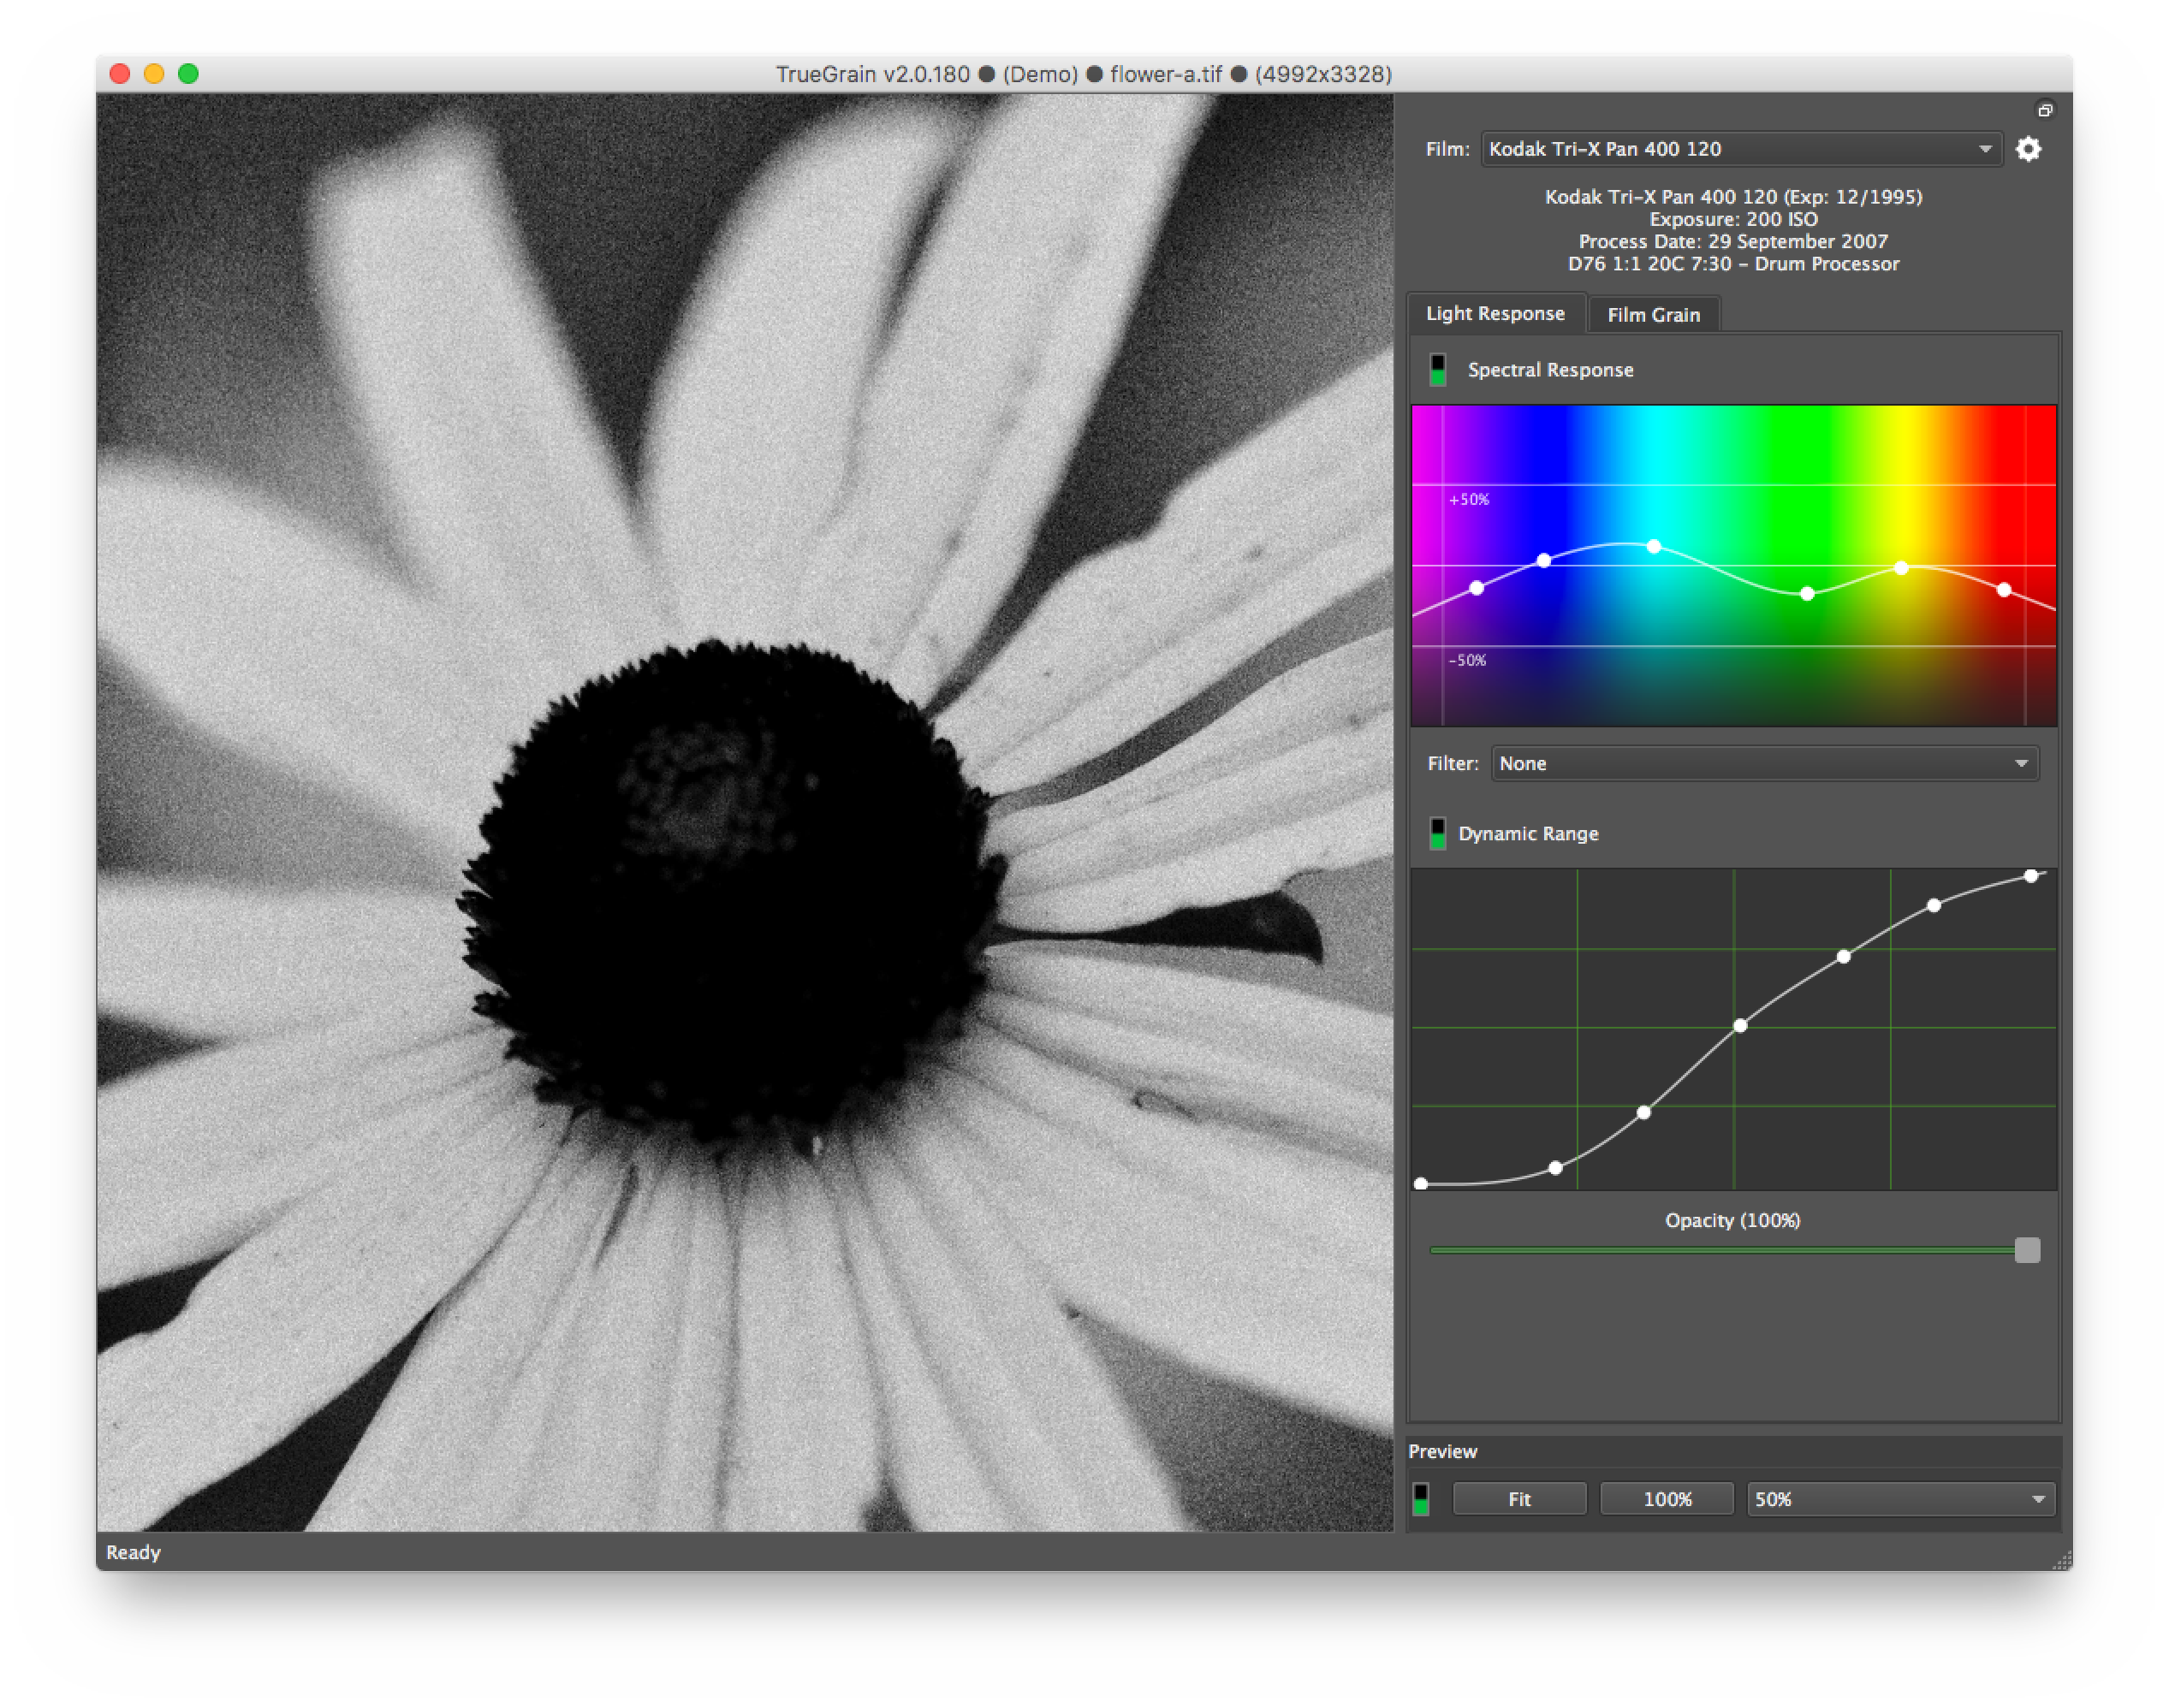 TrueGrain v2.0.180 ● (Demo) ● flower-a.tif ● (4992x3328)
Film: Kodak Tri-X Pan 400 120
Kodak Tri-X Pan 400 120 (Exp: 12/1995)
Exposure: 200 ISO
Process Date: 29 September 2007
D76 1:1 20C 7:30 – Drum Processor
Light Response Film Grain
Spectral Response
+50%
-50%
Filter: None
Dynamic Range
Opacity (100%)
Preview
Fit 100% 50%
Ready